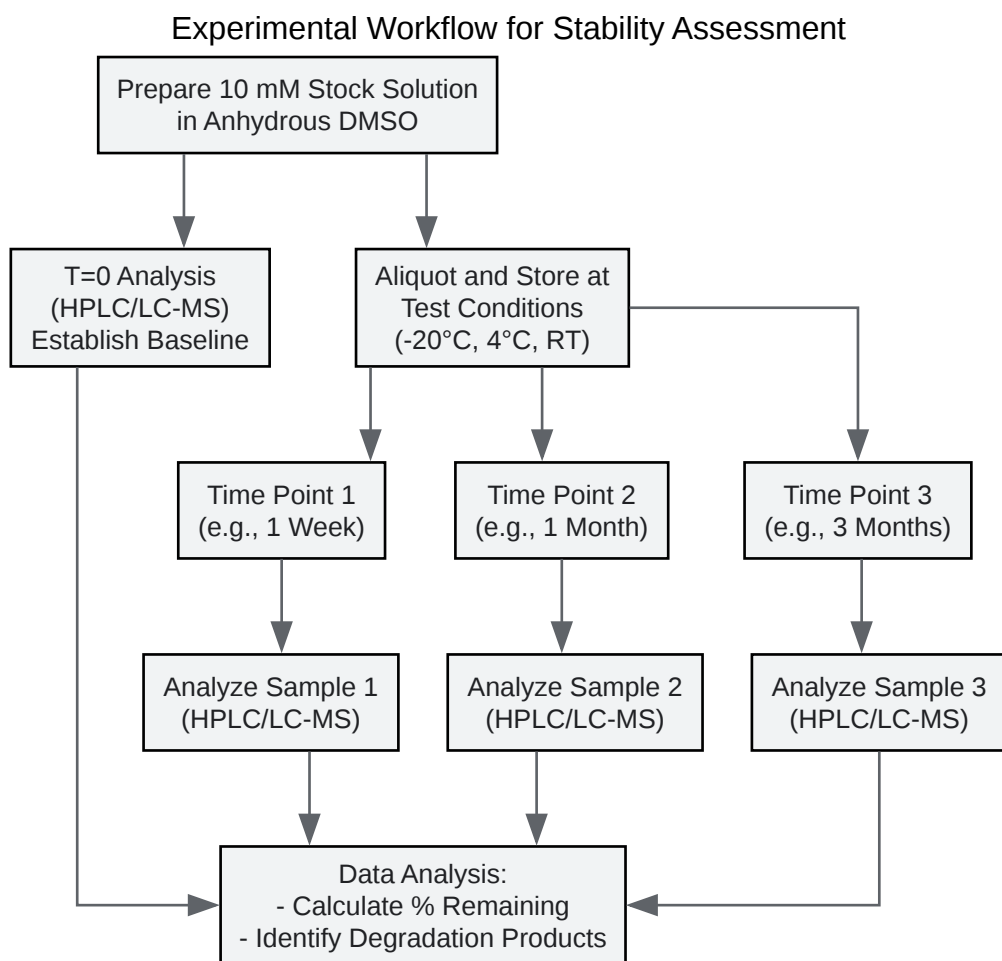 Experimental Workflow for Stability Assessment
Prepare 10 mM Stock Solution
in Anhydrous DMSO
T=0 Analysis
(HPLC/LC-MS)
Establish Baseline
Aliquot and Store at
Test Conditions
(-20°C, 4°C, RT)
Time Point 1
(e.g., 1 Week)
Time Point 2
(e.g., 1 Month)
Time Point 3
(e.g., 3 Months)
Analyze Sample 1
(HPLC/LC-MS)
Analyze Sample 2
(HPLC/LC-MS)
Analyze Sample 3
(HPLC/LC-MS)
Data Analysis:
- Calculate % Remaining
- Identify Degradation Products